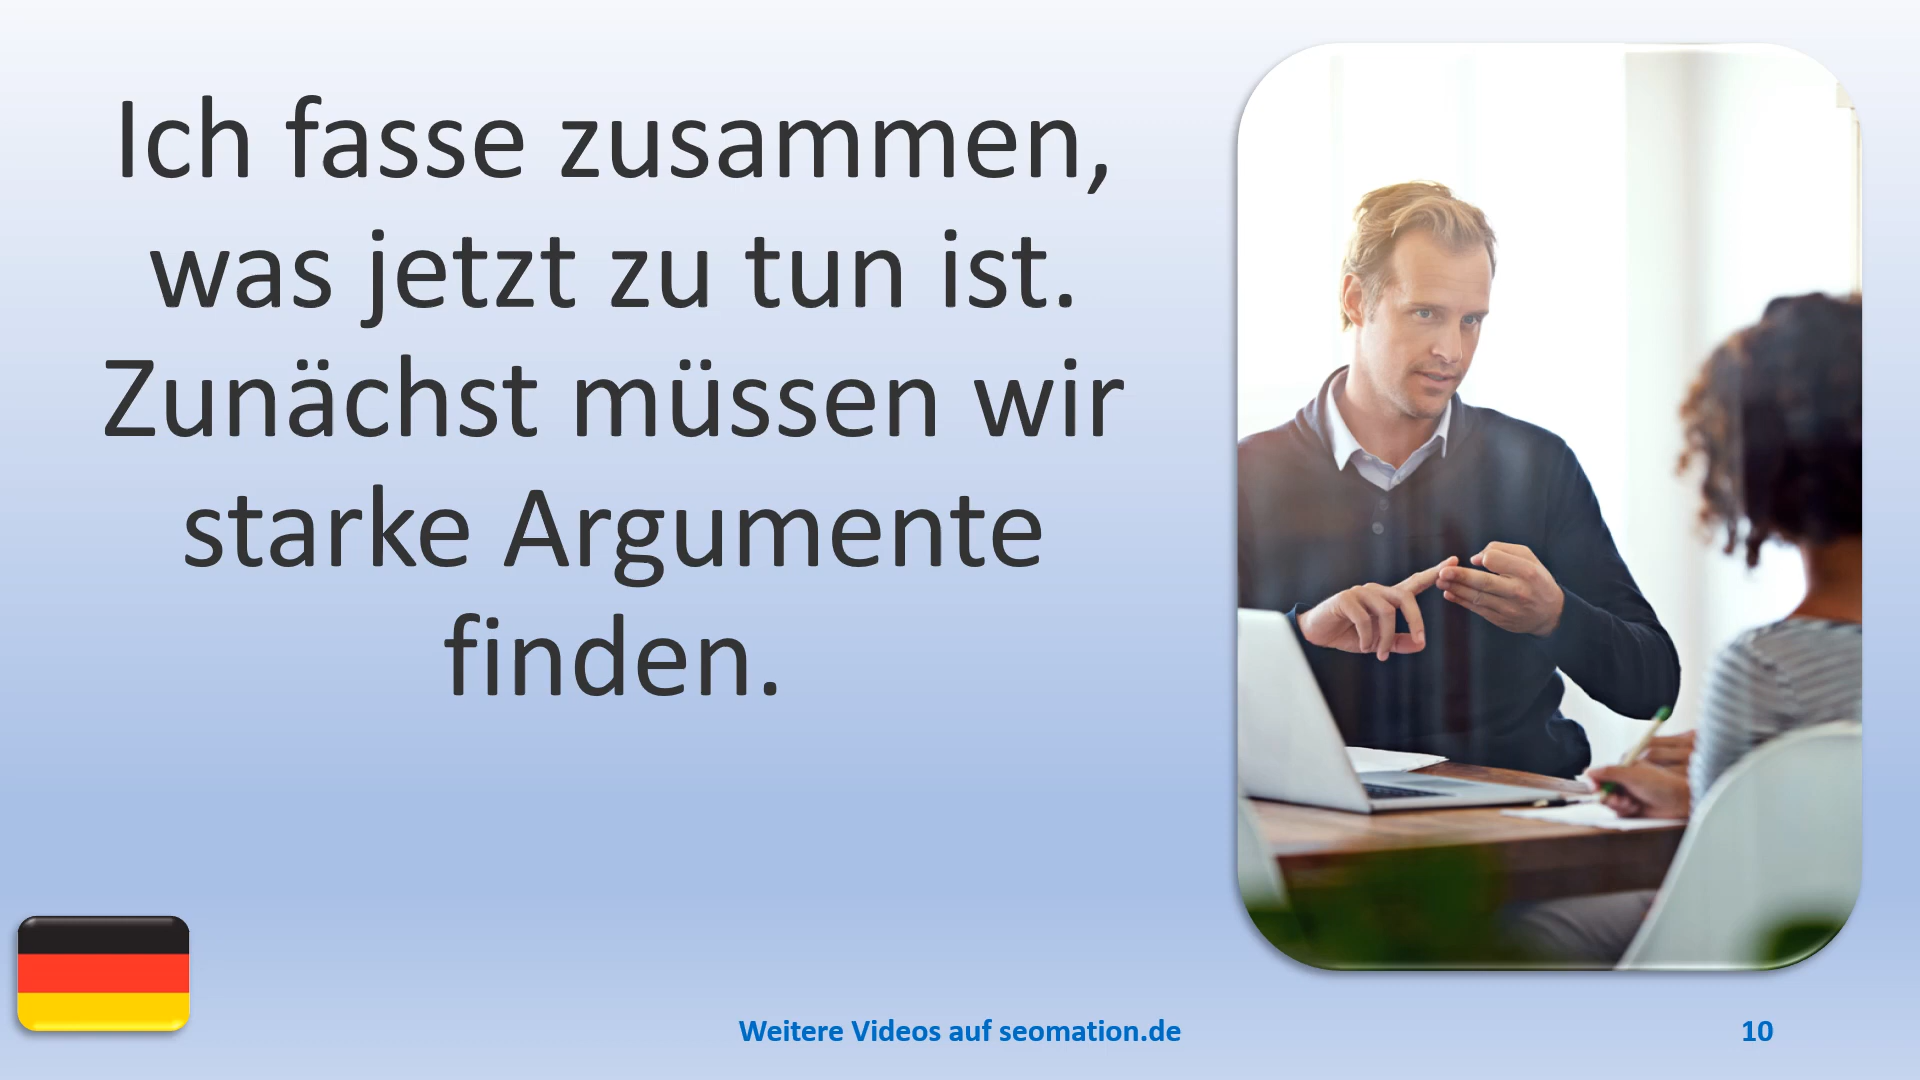 Ich fasse zusammen,
was jetzt zu tun ist.
Zunächst müssen wir
starke Argumente
finden.
Weitere Videos auf seomation.de
10